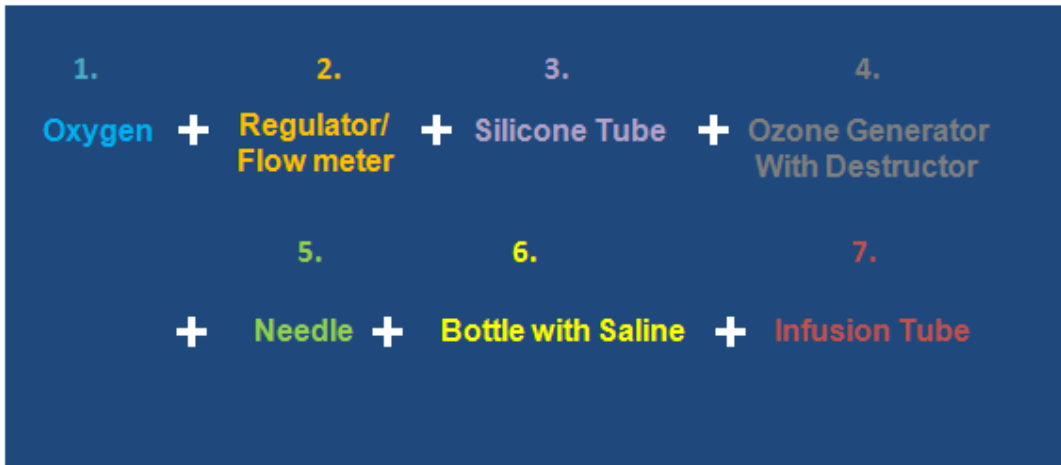 1. 2. 3. 4.
Oxygen + Regulator/ + Silicone Tube + Ozone Generator
Flow meter With Destructor
5. 6. 7.
+ Needle + Bottle with Saline + Infusion Tube